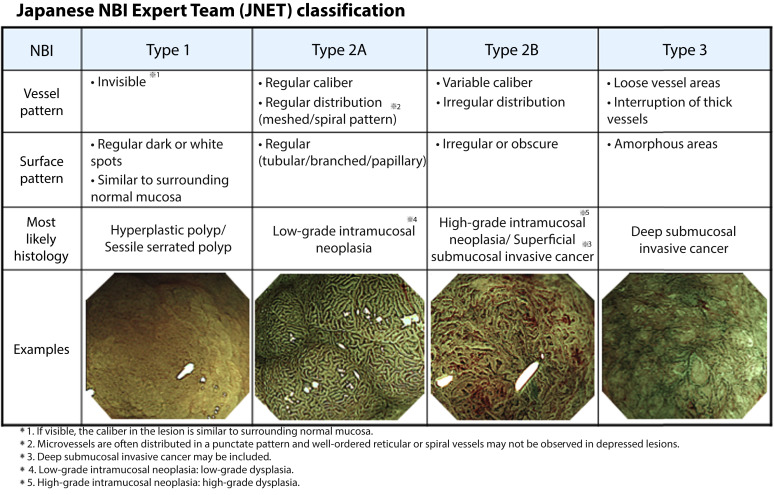 Japanese NBI Expert Team (JNET) classification
NBI
Type 1
Type 2A
Type 2B
Type 3
Vessel
pattern
• Invisible ※1
• Regular caliber
• Regular distribution ※2
(meshed/spiral pattern)
• Variable caliber
• Irregular distribution
• Loose vessel areas
• Interruption of thick
vessels
Surface
pattern
• Regular dark or white
spots
• Similar to surrounding
normal mucosa
• Regular
(tubular/branched/papillary)
• Irregular or obscure
• Amorphous areas
Most
likely
histology
Hyperplastic polyp/
Sessile serrated polyp
Low-grade intramucosal ※4
neoplasia
High-grade intramucosal ※5
neoplasia/ Superficial ※3
submucosal invasive cancer
Deep submucosal
invasive cancer
Examples
※1. If visible, the caliber in the lesion is similar to surrounding normal mucosa.
※2. Microvessels are often distributed in a punctate pattern and well-ordered reticular or spiral vessels may not be observed in depressed lesions.
※3. Deep submucosal invasive cancer may be included.
※4. Low-grade intramucosal neoplasia: low-grade dysplasia.
※5. High-grade intramucosal neoplasia: high-grade dysplasia.